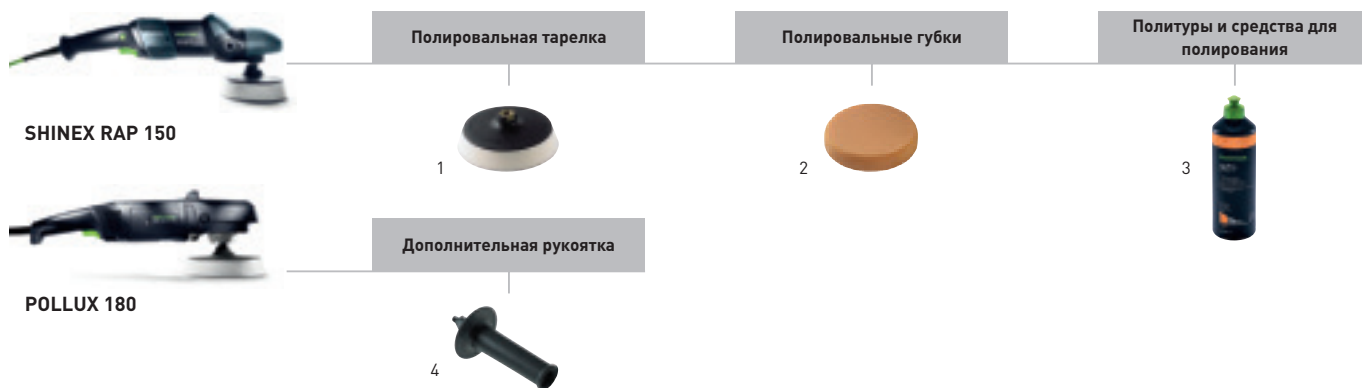 Полировальная тарелка
Полировальные губки
Политуры и средства для
полирования
SHINEX RAP 150
1
2
3
POLLUX 180
Дополнительная рукоятка
4